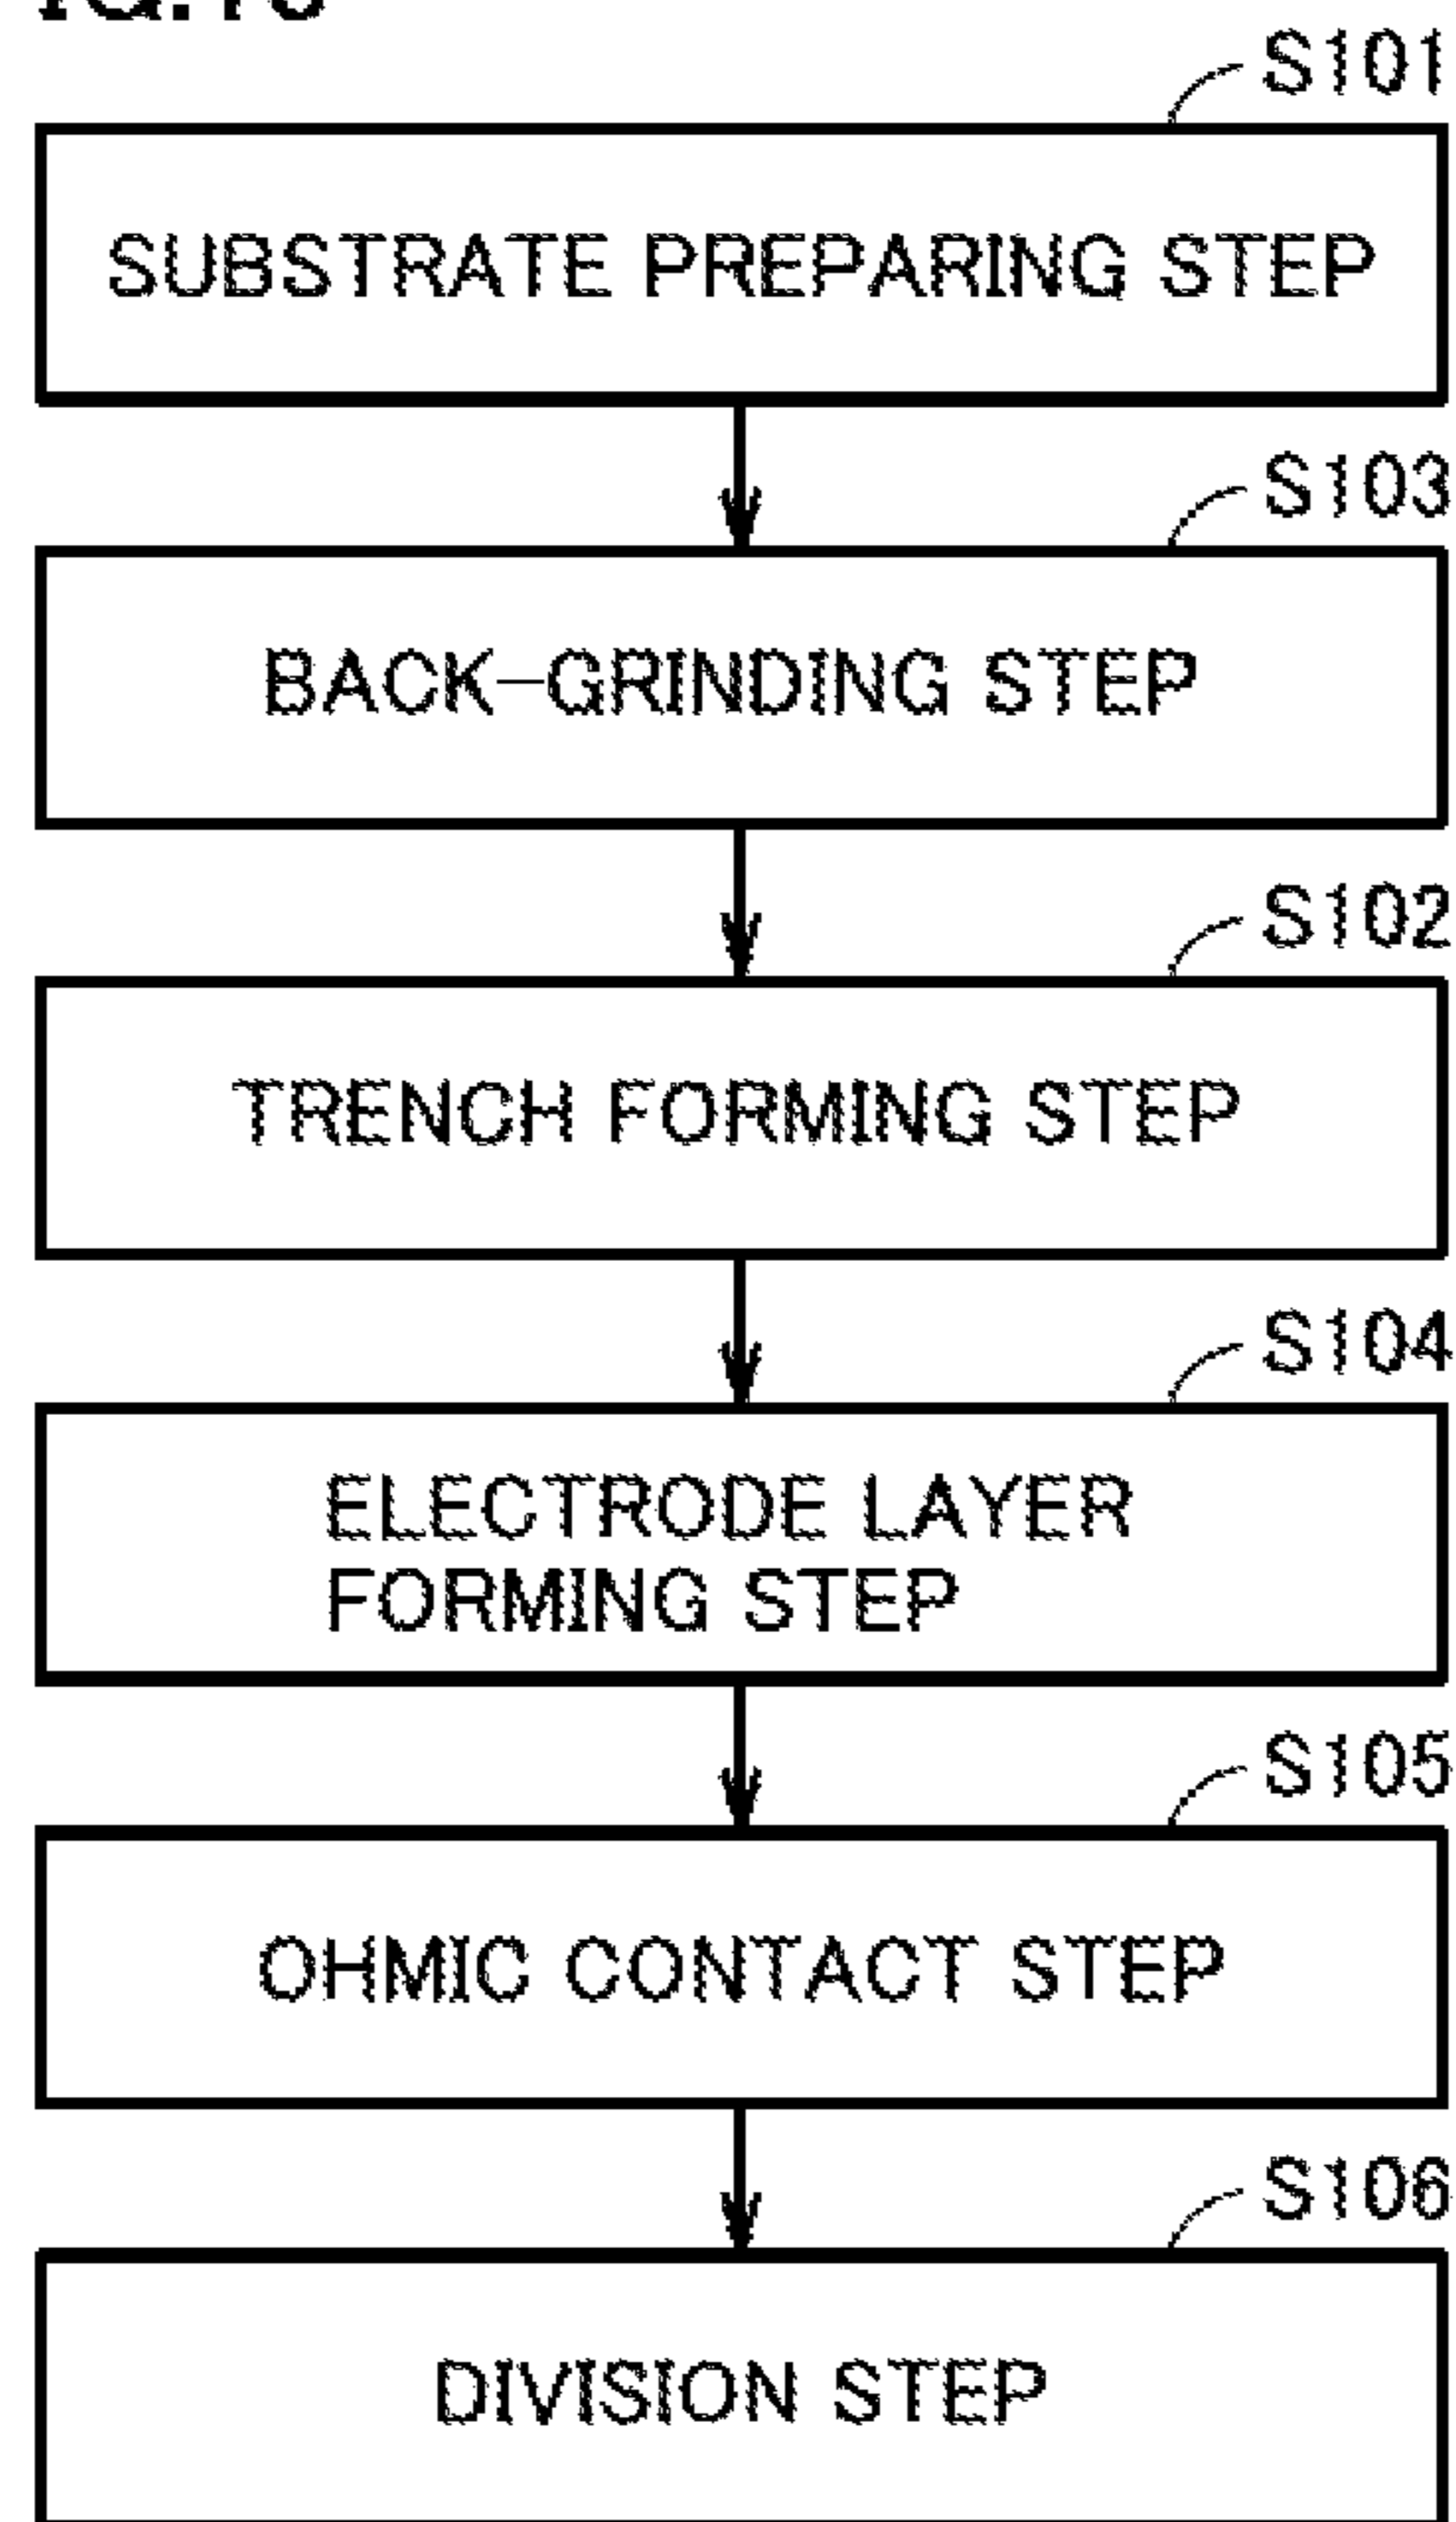 S101
SUBSTRATE PREPARING STEP
S103
BACK-GRINDING STEP
S102
TRENCH FORMING STEP
S104
ELECTRODE LAYER
FORMING STEP
S105
OHMIC CONTACT STEP
S106
DIVISION STEP